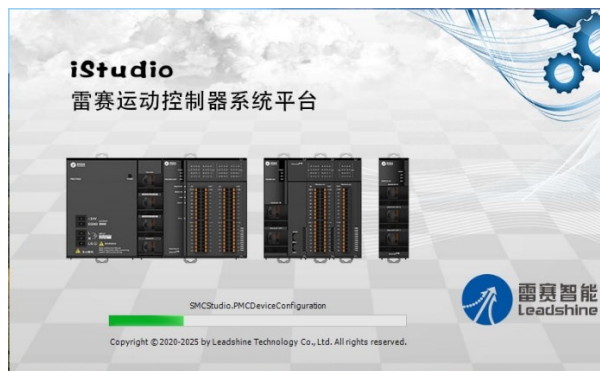 iStudio
雷赛运动控制器系统平台
SMCStudio.PMCDeviceConfiguration
雷赛智能
Leadshine
Copyright © 2020-2025 by Leadshine Technology Co., Ltd. All rights reserved.